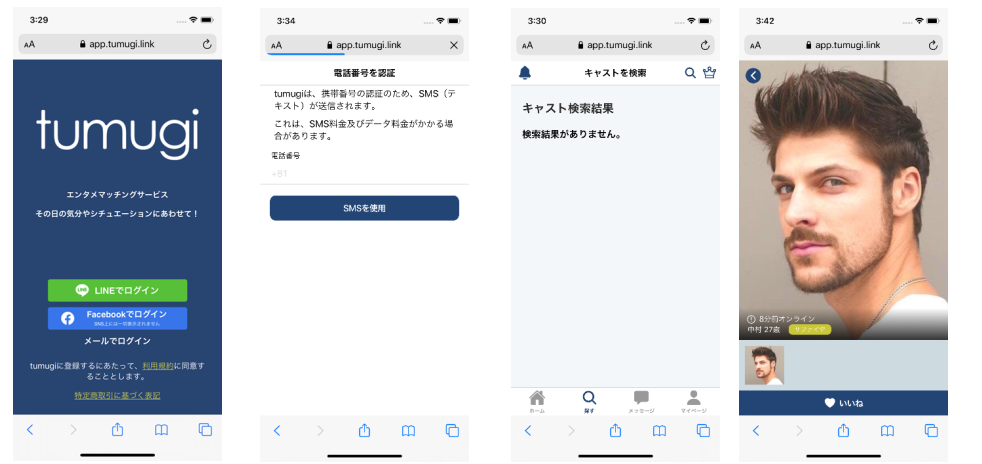 3:29
AA app.tumugi.link
tumugi
エンタメマッチングサービス
その日の気分やシチュエーションにあわせて！
LINE LINEでログイン
Facebookでログイン
SNS上には一切表示されません
メールでログイン
tumugiに登録するにあたって、利用規約に同意す
ることとします。
特定商取引に基づく表記
3:34
AA app.tumugi.link
電話番号を認証
tumugiは、携帯番号の認証のため、SMS（テ
キスト）が送信されます。
これは、SMS料金及びデータ料金がかかる場
合があります。
電話番号
+81
SMSを使用
3:30
AA app.tumugi.link
キャストを検索
キャスト検索結果
検索結果がありません。
ホーム 探す メッセージ マイページ
3:42
AA app.tumugi.link
8分前オンライン
中村 27歳 サファイヤ
いいね